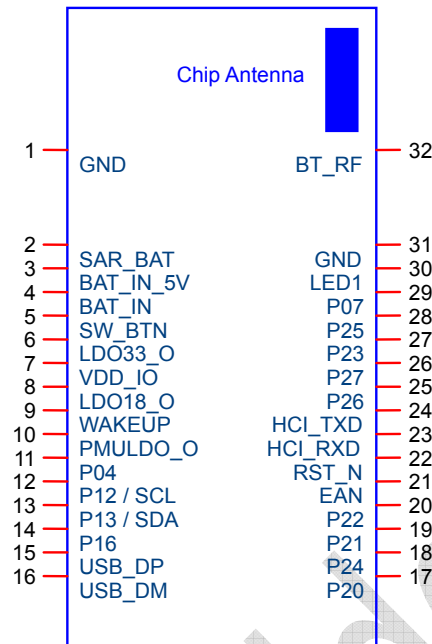 Chip Antenna
1 GND BT_RF 32
2 SAR_BAT GND 31
3 BAT_IN_5V LED1 30
4 BAT_IN P07 29
5 SW_BTN P25 28
6 LDO33_O P23 27
7 VDD_IO P27 26
8 LDO18_O P26 25
9 WAKEUP HCI_TXD 24
10 PMULDO_O HCI_RXD 23
11 P04 RST_N 22
12 P12 / SCL EAN 21
13 P13 / SDA P22 20
14 P16 P21 19
15 USB_DP P24 18
16 USB_DM P20 17